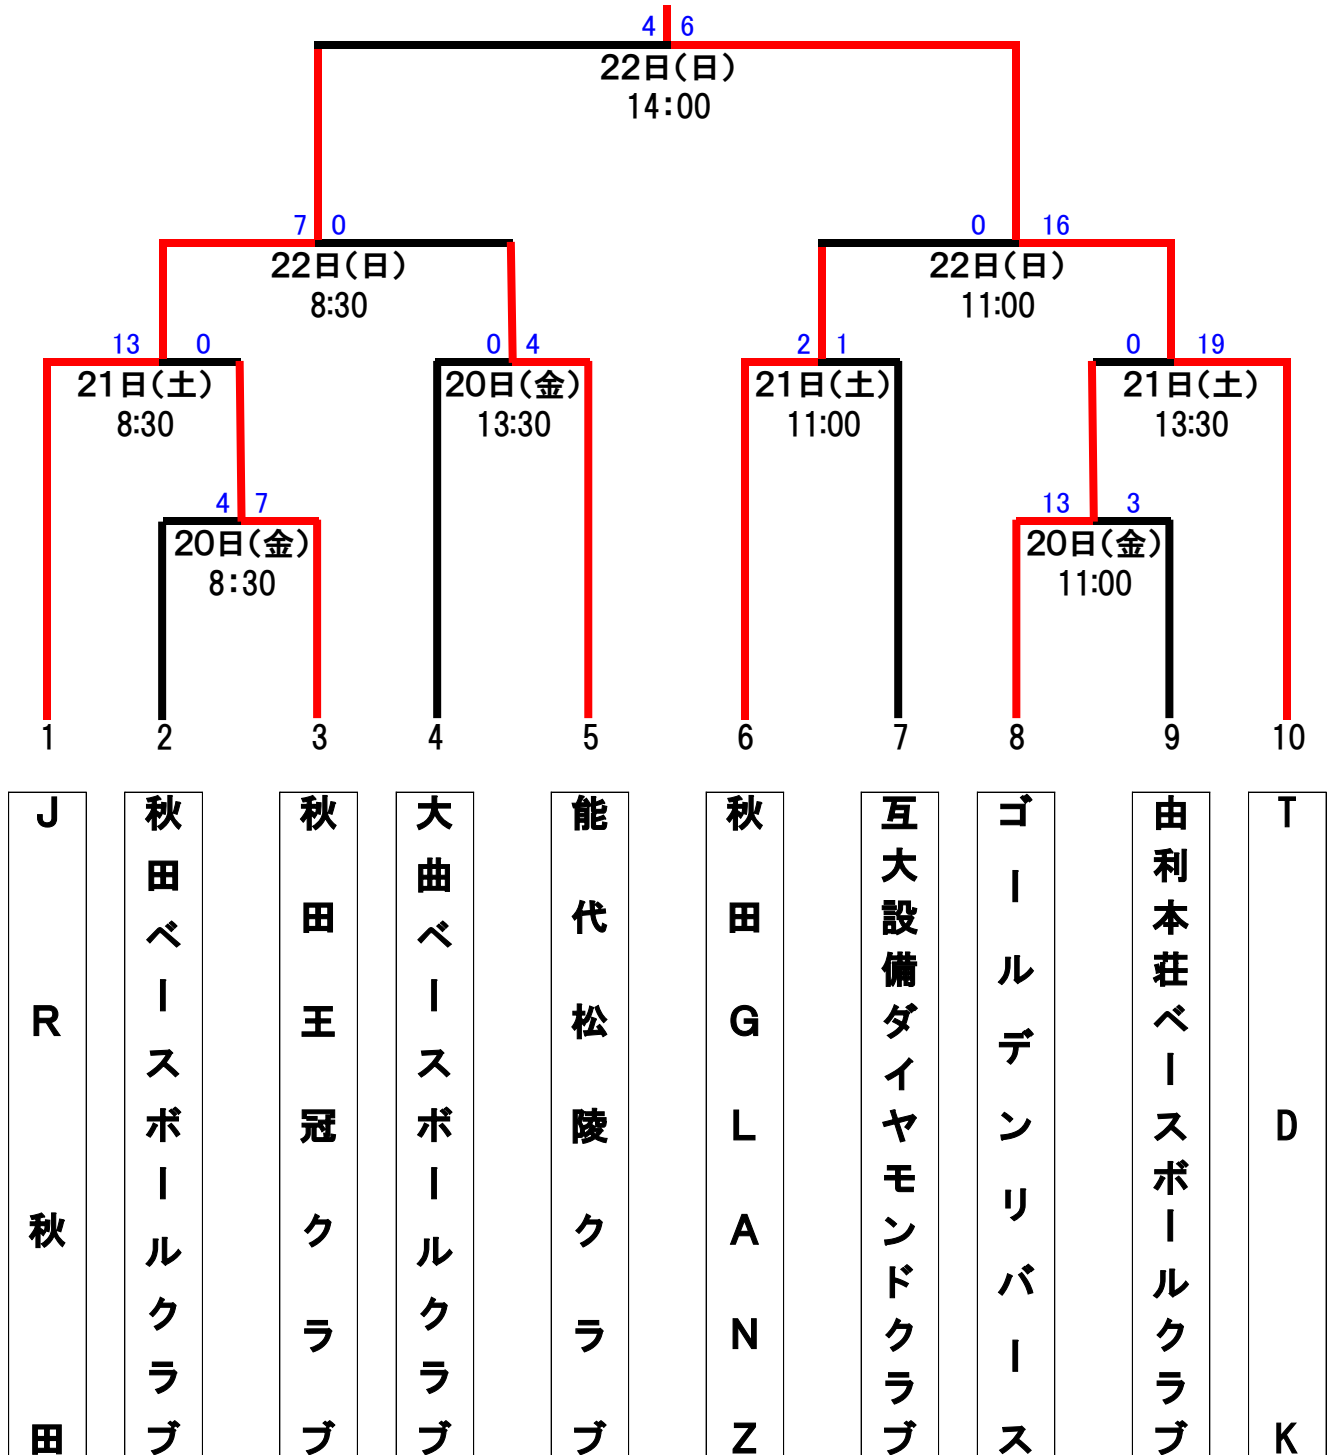 4 6
22日(日)
14:00
7 0
22日(日)
8:30
0 16
22日(日)
11:00
13 0
21日(土)
8:30
0 4
20日(金)
13:30
2 1
21日(土)
11:00
0 19
21日(土)
13:30
4 7
20日(金)
8:30
13 3
20日(金)
11:00
1 2 3 4 5 6 7 8 9 10
JR秋田
秋田ベースボールクラブ
秋田王冠クラブ
大曲ベースボールクラブ
能代松陵クラブ
秋田GLANZ
互大設備ダイヤモンドクラブ
ゴールデンリバース
由利本荘ベースボールクラブ
TDK